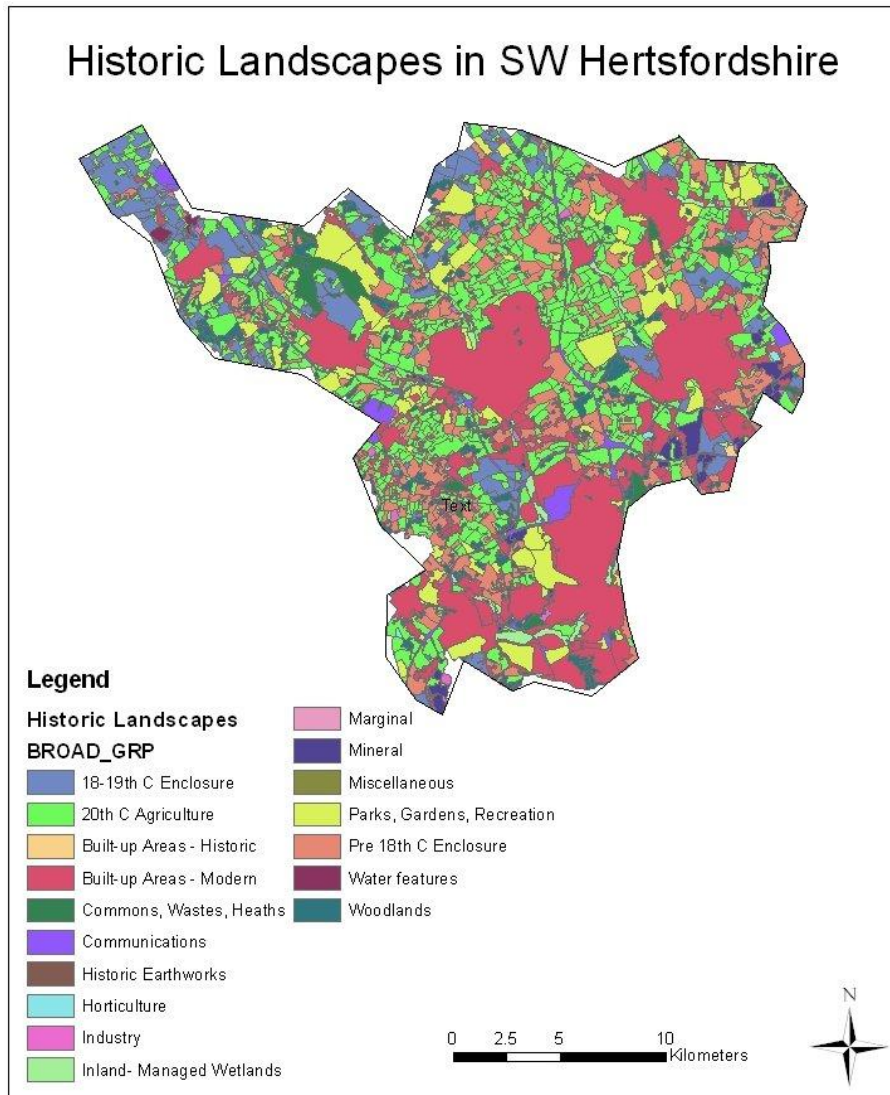 Historic Landscapes in SW Hertsfordshire
Text
Legend
Historic Landscapes
BROAD_GRP
18-19th C Enclosure
20th C Agriculture
Built-up Areas - Historic
Built-up Areas - Modern
Commons, Wastes, Heaths
Communications
Historic Earthworks
Horticulture
Industry
Inland- Managed Wetlands
Marginal
Mineral
Miscellaneous
Parks, Gardens, Recreation
Pre 18th C Enclosure
Water features
Woodlands
0 2.5 5 10
Kilometers
N